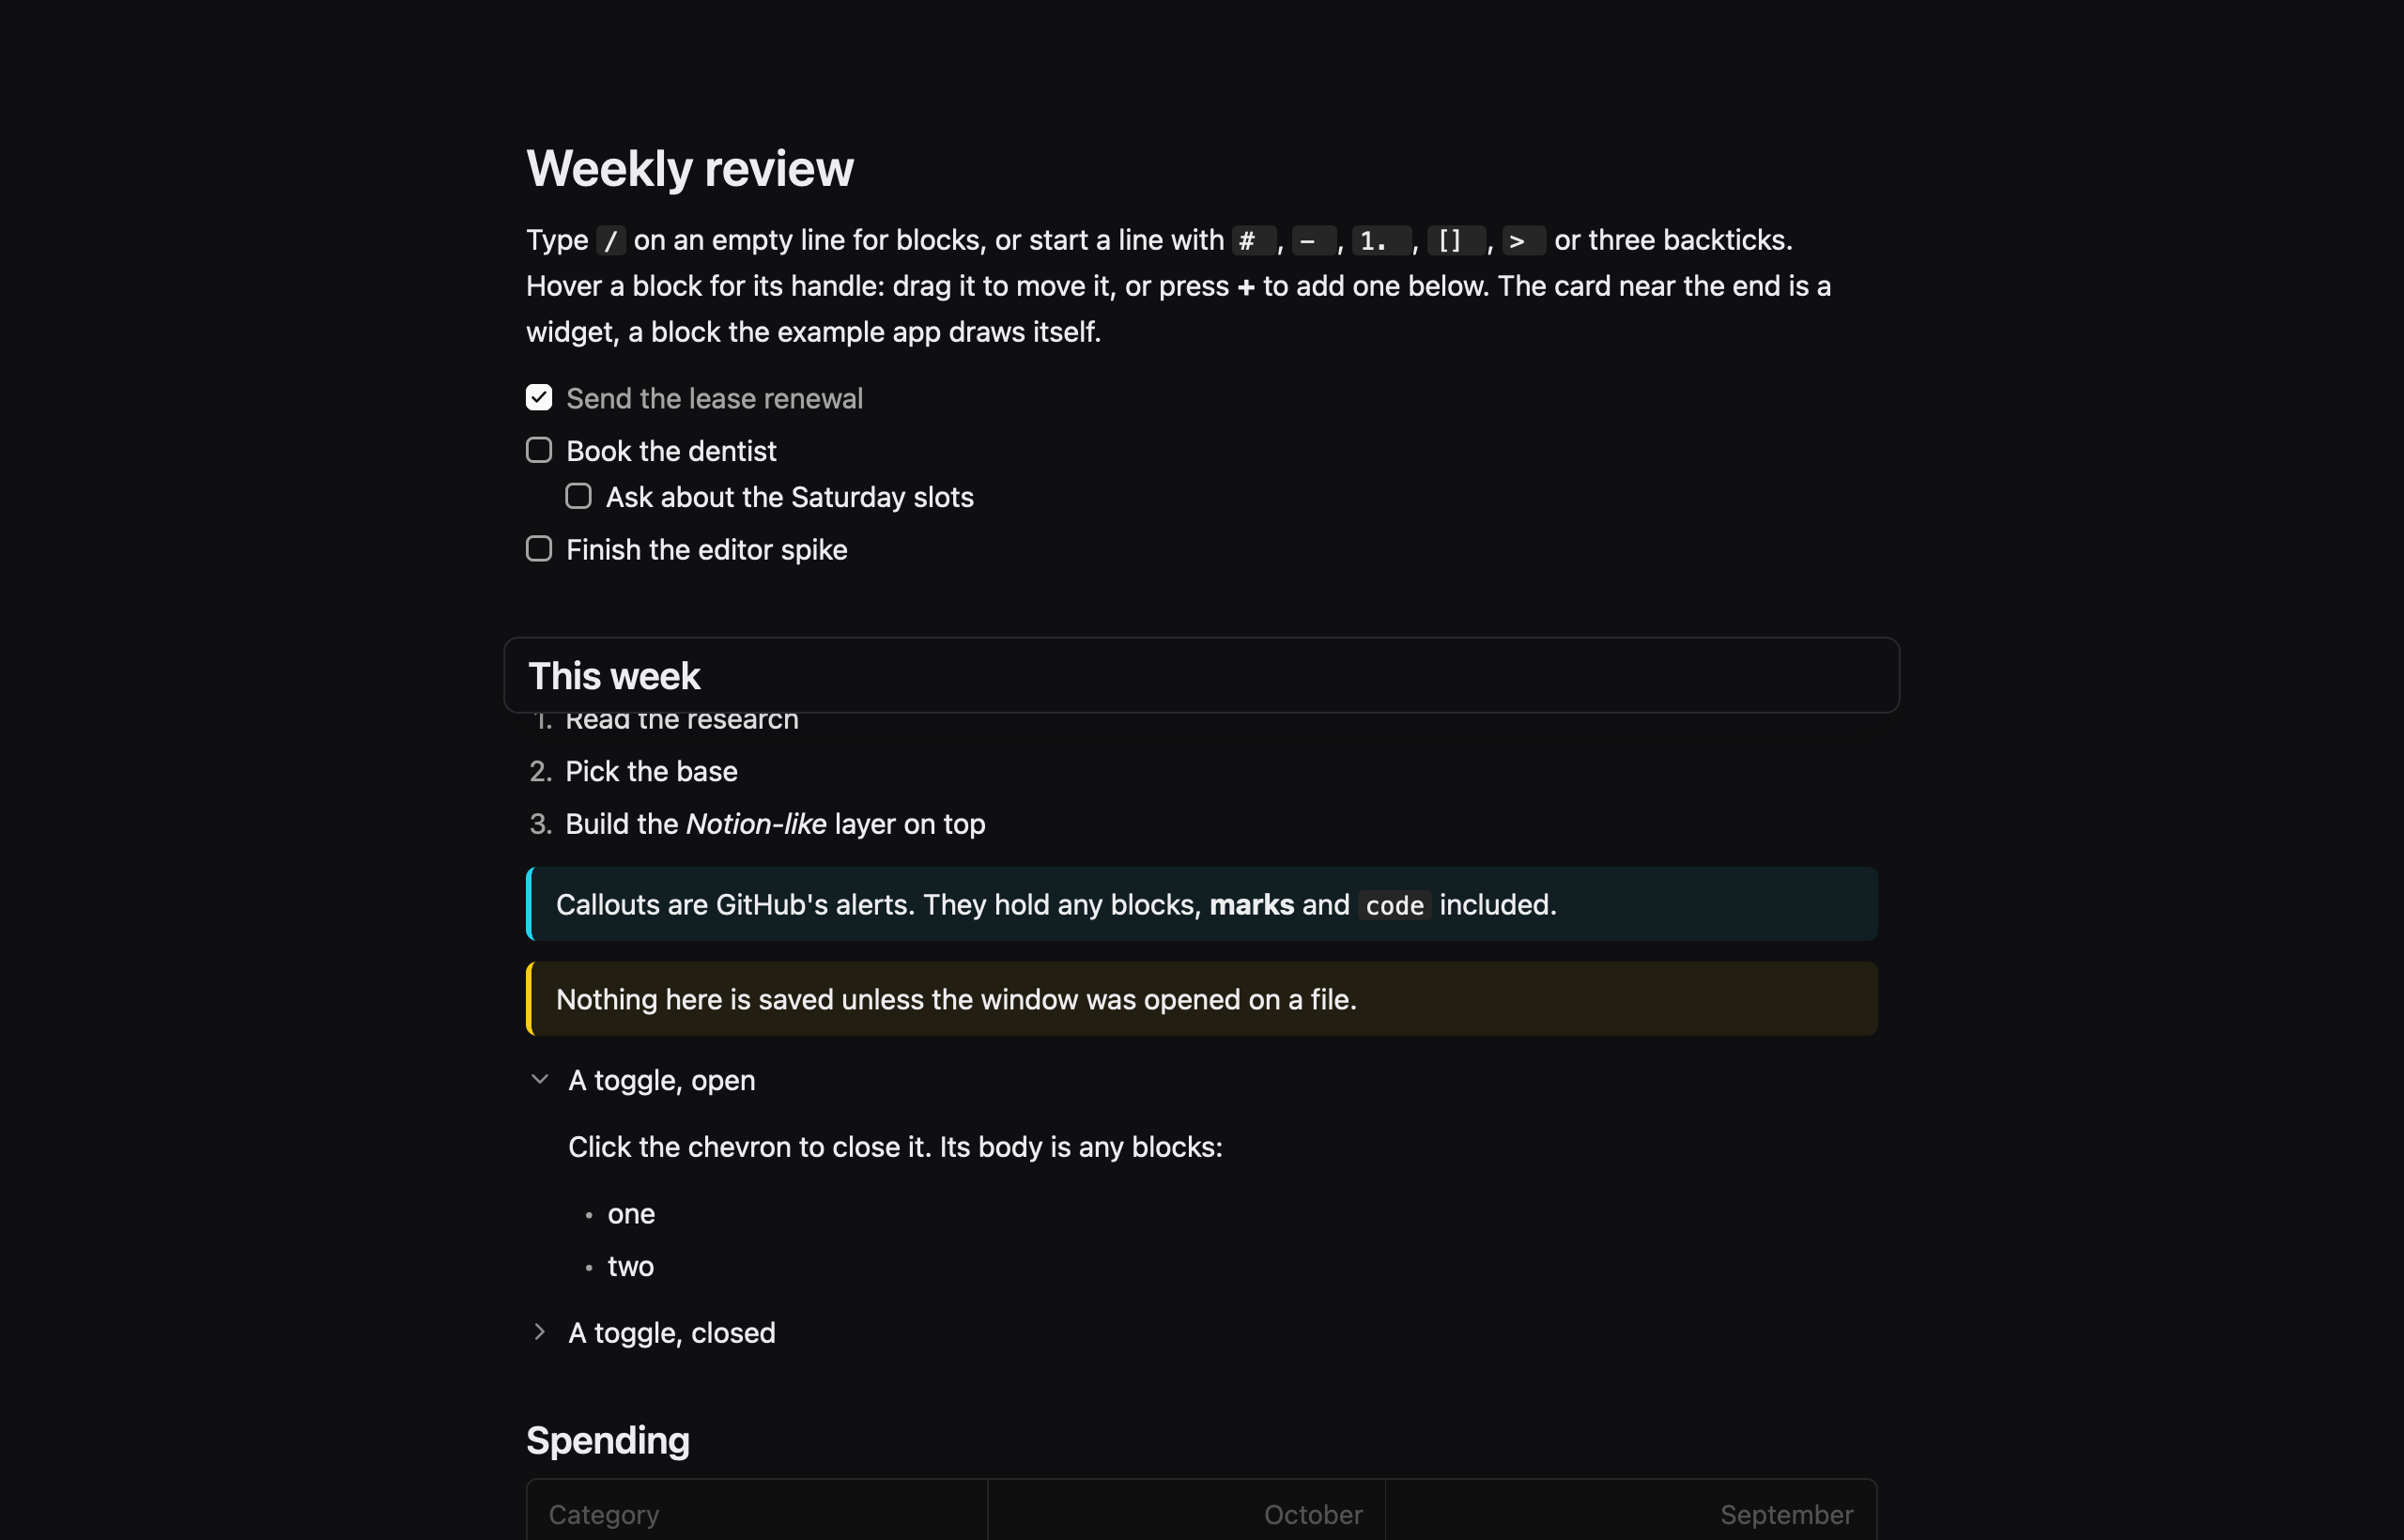 Weekly review
Type / on an empty line for blocks, or start a line with # , - , 1. , [] , > or three backticks.
Hover a block for its handle: drag it to move it, or press + to add one below. The card near the end is a
widget, a block the example app draws itself.
Send the lease renewal
Book the dentist
Ask about the Saturday slots
Finish the editor spike
This week
1. Read the research
2. Pick the base
3. Build the Notion-like layer on top
Callouts are GitHub's alerts. They hold any blocks, marks and code included.
Nothing here is saved unless the window was opened on a file.
A toggle, open
Click the chevron to close it. Its body is any blocks:
• one
• two
A toggle, closed
Spending
Category October September